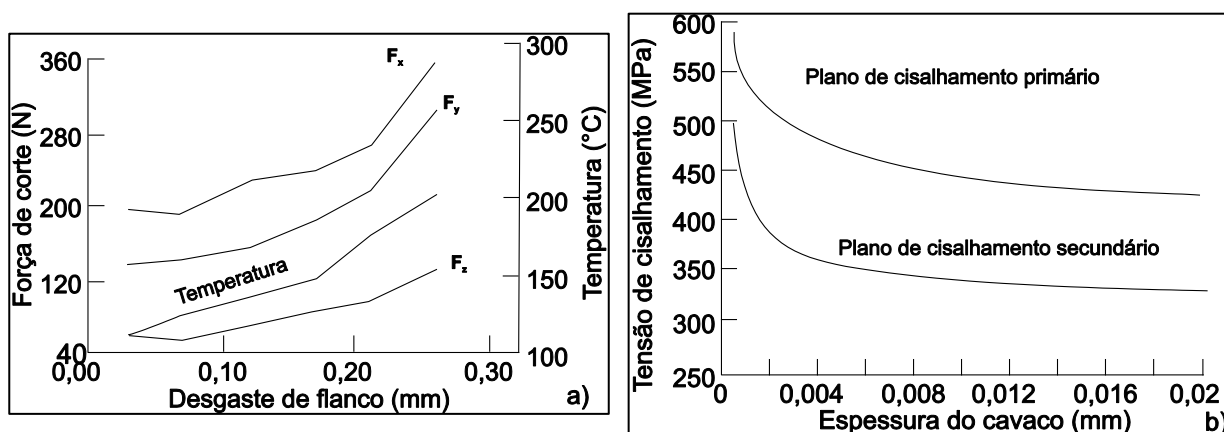 Força de corte (N)
360
280
200
120
40
F_x
F_y
Temperatura
F_z
300
250
200
150
100
Temperatura (°C)
0,00
0,10
0,20
0,30
Desgaste de flanco (mm)
a)
Tensão de cisalhamento (MPa)
600
550
500
450
400
350
300
250
Plano de cisalhamento primário
Plano de cisalhamento secundário
0
0,004
0,008
0,012
0,016
0,02
Espessura do cavaco (mm)
b)